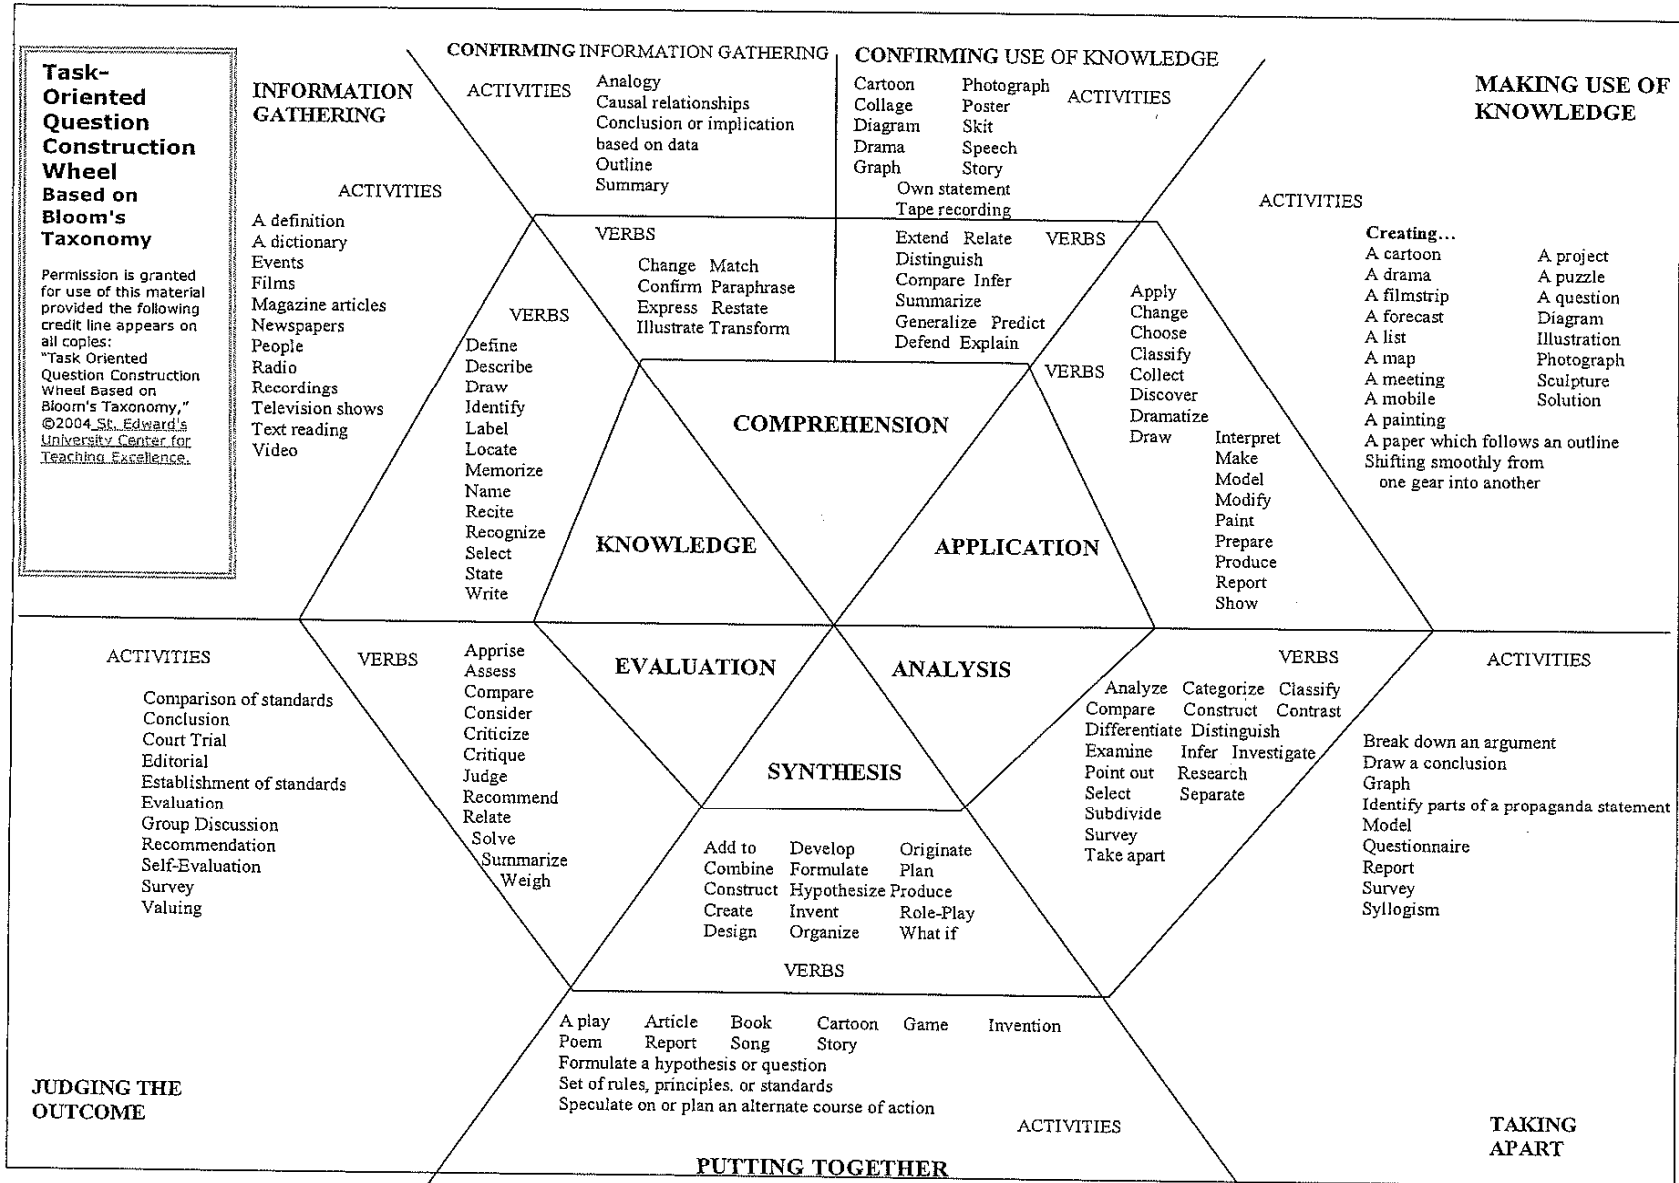 Task-
Oriented
Question
Construction
Wheel
Based on
Bloom's
Taxonomy
Permission is granted
for use of this material
provided the following
credit line appears on
all copies:
"Task Oriented
Question Construction
Wheel Based on
Bloom's Taxonomy,"
©2004 St. Edward's
University Center for
Teaching Excellence.
INFORMATION
GATHERING
ACTIVITIES
A definition
A dictionary
Events
Films
Magazine articles
Newspapers
People
Radio
Recordings
Television shows
Text reading
Video
VERBS
Define
Describe
Draw
Identify
Label
Locate
Memorize
Name
Recite
Recognize
Select
State
Write
KNOWLEDGE
CONFIRMING INFORMATION GATHERING
ACTIVITIES
Analogy
Causal relationships
Conclusion or implication
based on data
Outline
Summary
VERBS
Change Match
Confirm Paraphrase
Express Restate
Illustrate Transform
CONFIRMING USE OF KNOWLEDGE
Cartoon Photograph
Collage Poster
Diagram Skit
Drama Speech
Graph Story
Own statement
Tape recording
ACTIVITIES
Extend Relate
Distinguish
Compare Infer
Summarize
Generalize Predict
Defend Explain
VERBS
COMPREHENSION
MAKING USE OF
KNOWLEDGE
ACTIVITIES
Creating...
A cartoon A project
A drama A puzzle
A filmstrip A question
A forecast Diagram
A list Illustration
A map Photograph
A meeting Sculpture
A mobile Solution
A painting
A paper which follows an outline
Shifting smoothly from
one gear into another
VERBS
Apply
Change
Choose
Classify
Collect
Discover
Dramatize
Draw Interpret
Make
Model
Modify
Paint
Prepare
Produce
Report
Show
APPLICATION
ACTIVITIES
Comparison of standards
Conclusion
Court Trial
Editorial
Establishment of standards
Evaluation
Group Discussion
Recommendation
Self-Evaluation
Survey
Valuing
VERBS
Apprise
Assess
Compare
Consider
Criticize
Critique
Judge
Recommend
Relate
Solve
Summarize
Weigh
EVALUATION
JUDGING THE
OUTCOME
SYNTHESIS
Add to Develop Originate
Combine Formulate Plan
Construct Hypothesize Produce
Create Invent Role-Play
Design Organize What if
VERBS
A play Article Book Cartoon Game Invention
Poem Report Song Story
Formulate a hypothesis or question
Set of rules, principles. or standards
Speculate on or plan an alternate course of action
ACTIVITIES
PUTTING TOGETHER
ANALYSIS
VERBS
Analyze Categorize Classify
Compare Construct Contrast
Differentiate Distinguish
Examine Infer Investigate
Point out Research
Select Separate
Subdivide
Survey
Take apart
ACTIVITIES
Break down an argument
Draw a conclusion
Graph
Identify parts of a propaganda statement
Model
Questionnaire
Report
Survey
Syllogism
TAKING
APART